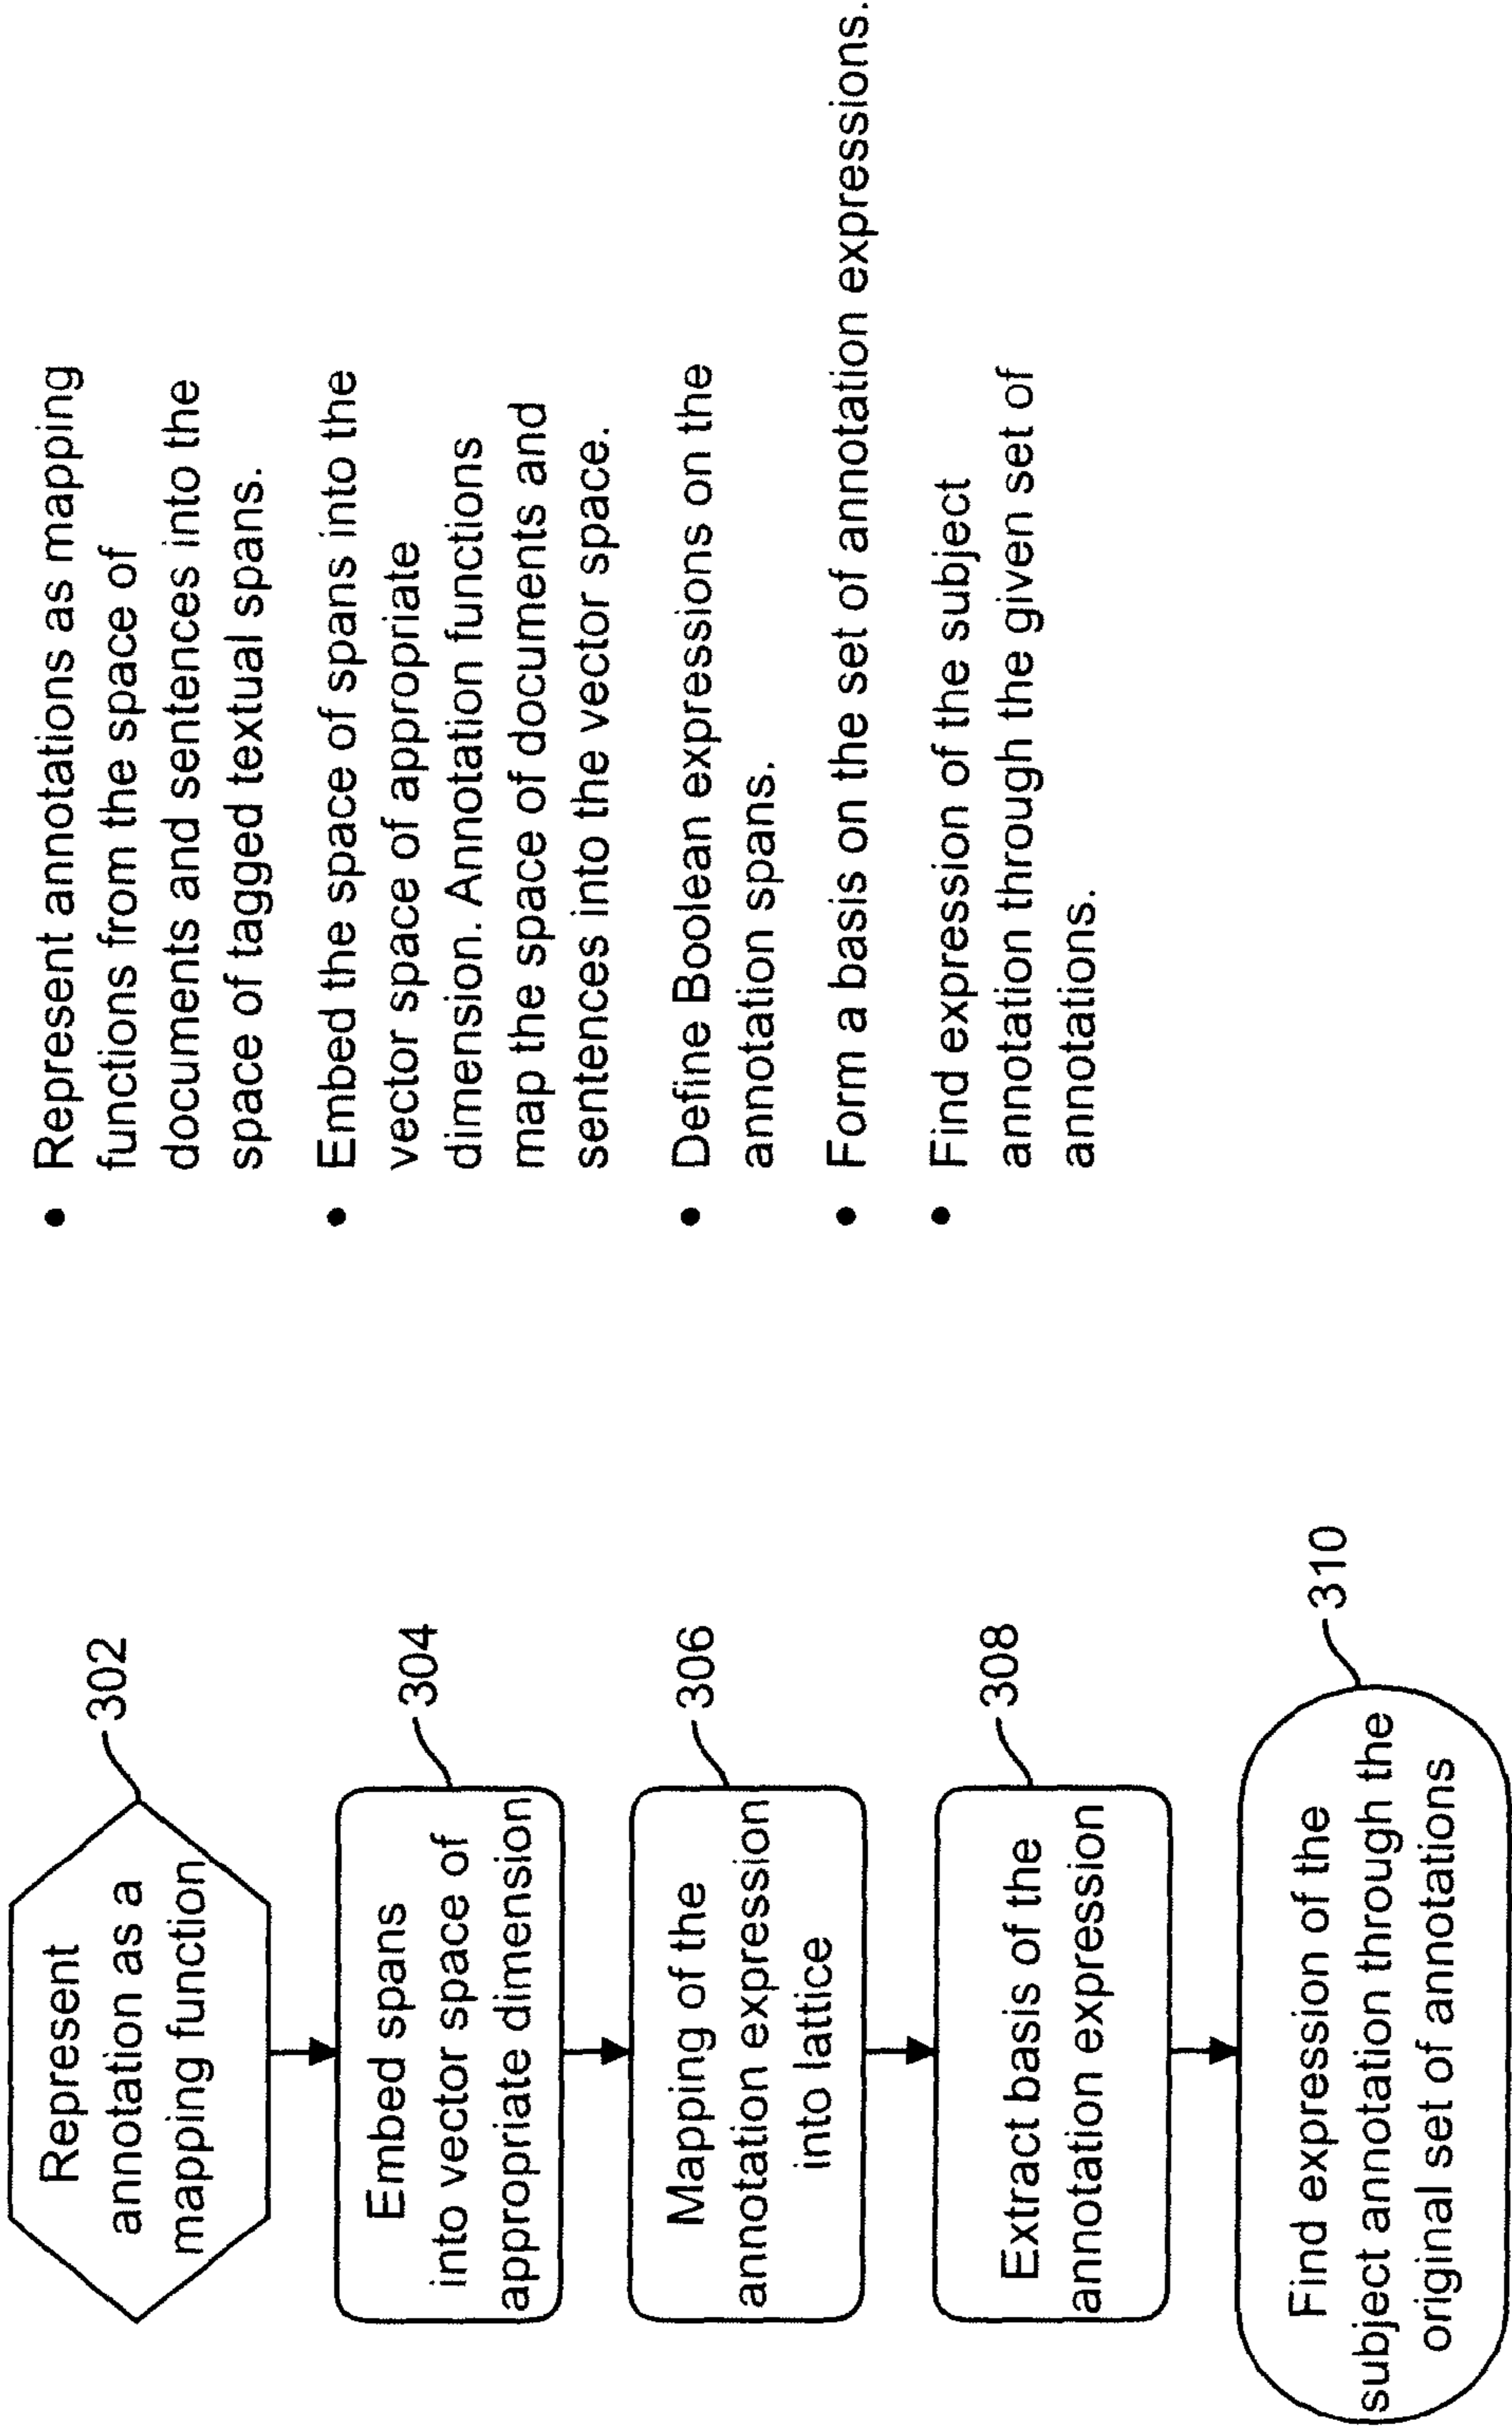 Represent
annotation as a
mapping function
302
Embed spans
into vector space of
appropriate dimension
304
Mapping of the
annotation expression
into lattice
306
Extract basis of the
annotation expression
308
Find expression of the
subject annotation through the
original set of annotations
310
• Represent annotations as mapping
functions from the space of
documents and sentences into the
space of tagged textual spans.
• Embed the space of spans into the
vector space of appropriate
dimension. Annotation functions
map the space of documents and
sentences into the vector space.
• Define Boolean expressions on the
annotation spans.
• Form a basis on the set of annotation expressions.
• Find expression of the subject
annotation through the given set of
annotations.